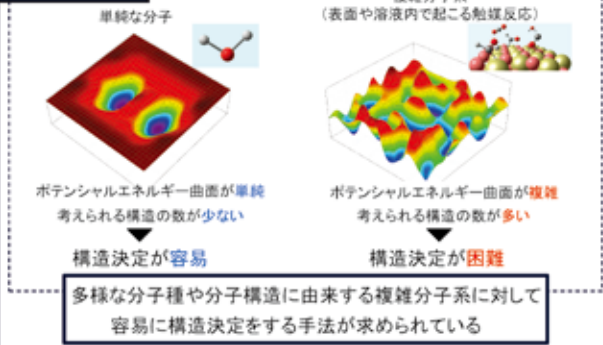 単純な分子
(表面や溶液内で起こる触媒反応)
ポテンシャルエネルギー曲面が単純
考えられる構造の数が少ない
構造決定が容易
ポテンシャルエネルギー曲面が複雑
考えられる構造の数が多い
構造決定が困難
多様な分子種や分子構造に由来する複雑分子系に対して
容易に構造決定をする手法が求められている